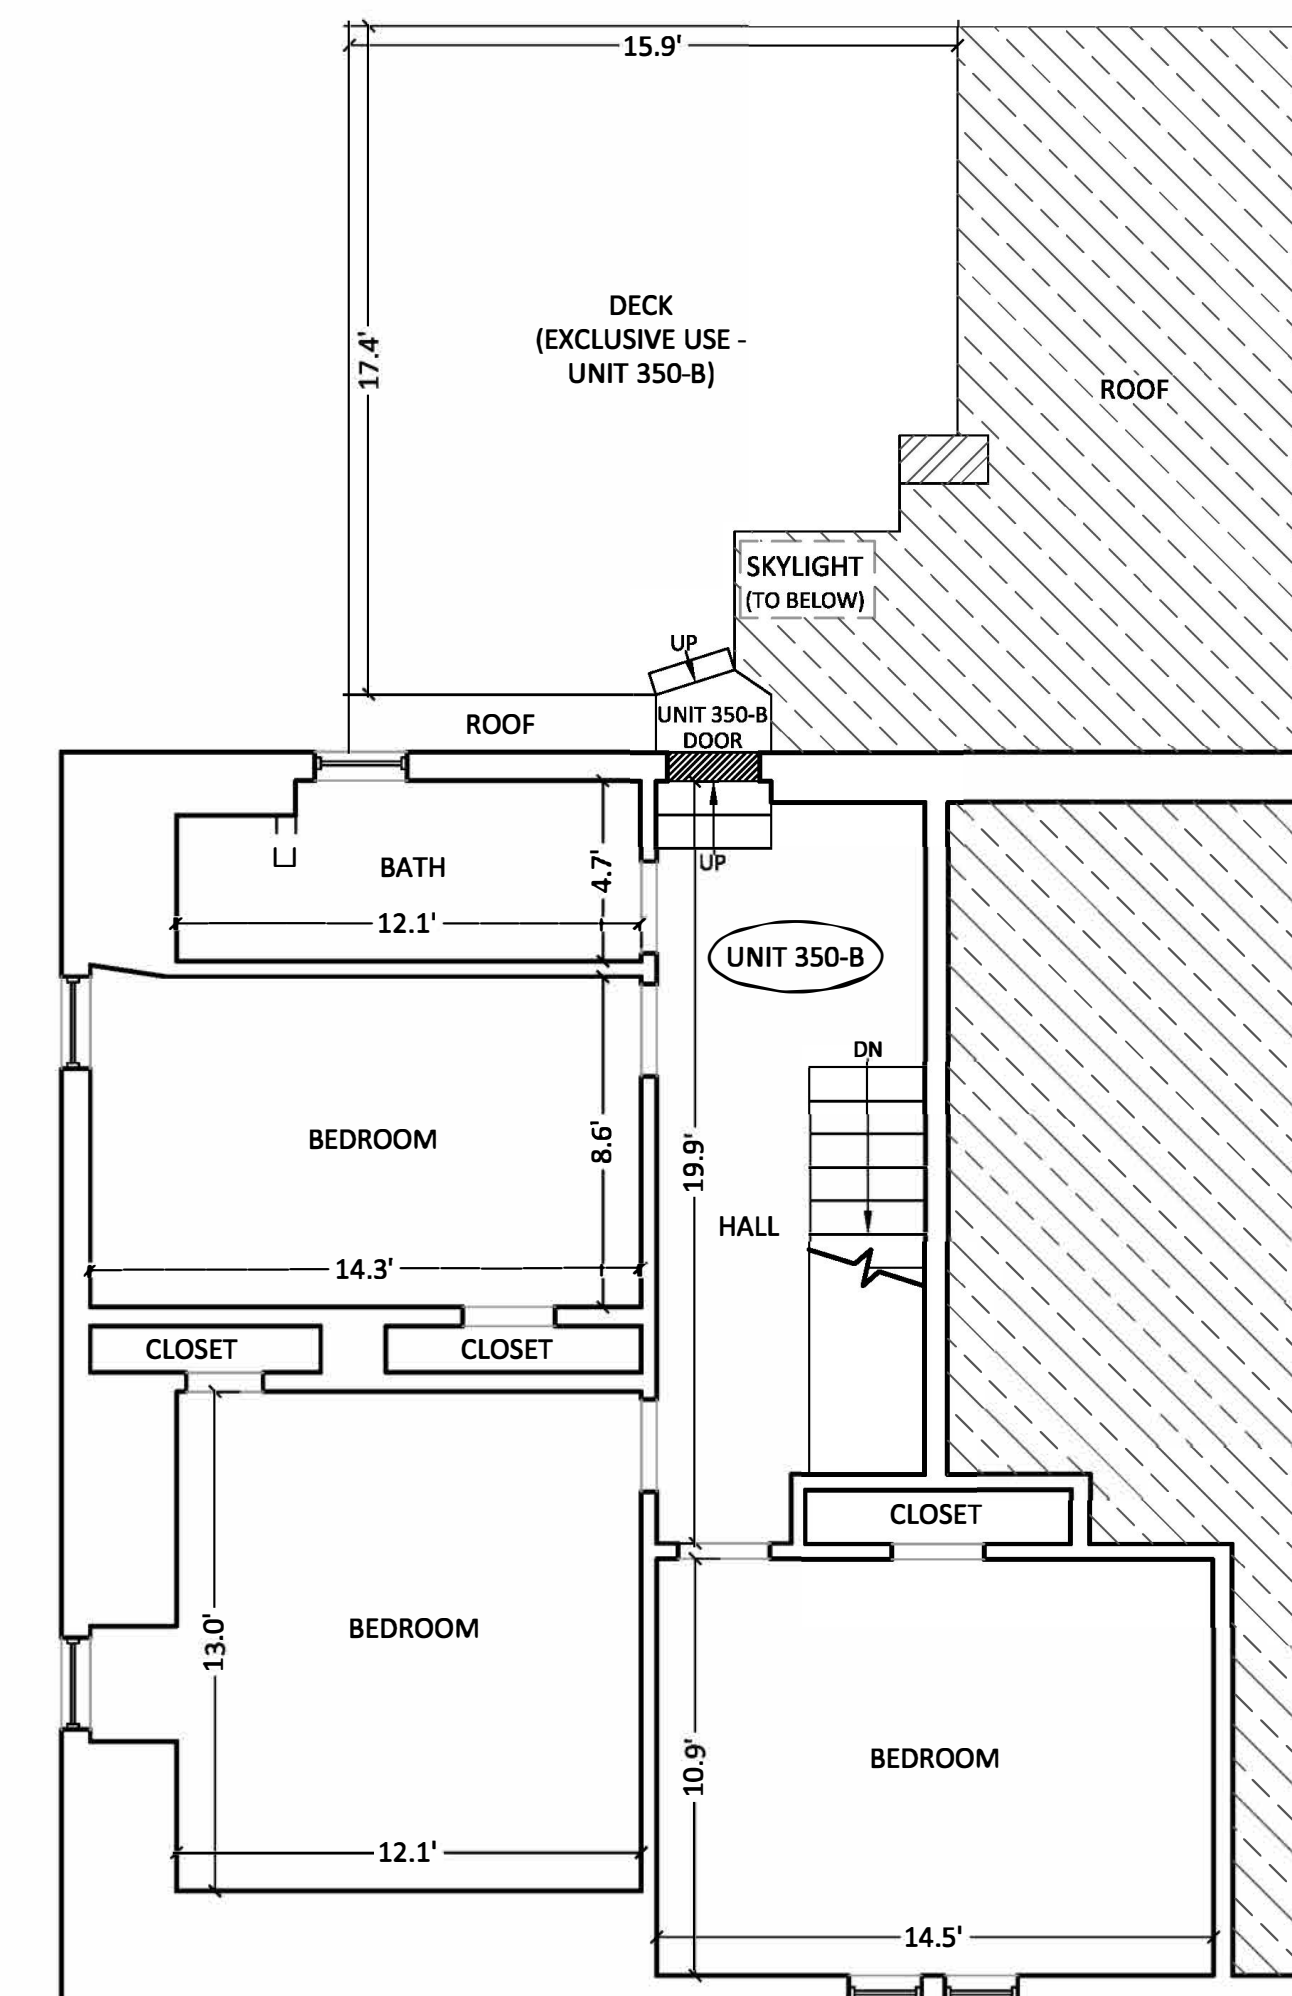 15.9'
17.4'
DECK
(EXCLUSIVE USE -
UNIT 350-B)
ROOF
SKYLIGHT
(TO BELOW)
UP
ROOF
UNIT 350-B
DOOR
BATH
4.7'
UP
12.1'
UNIT 350-B
DN
BEDROOM
8.6'
19.9'
HALL
14.3'
CLOSET
CLOSET
CLOSET
13.0'
BEDROOM
10.9'
BEDROOM
12.1'
14.5'